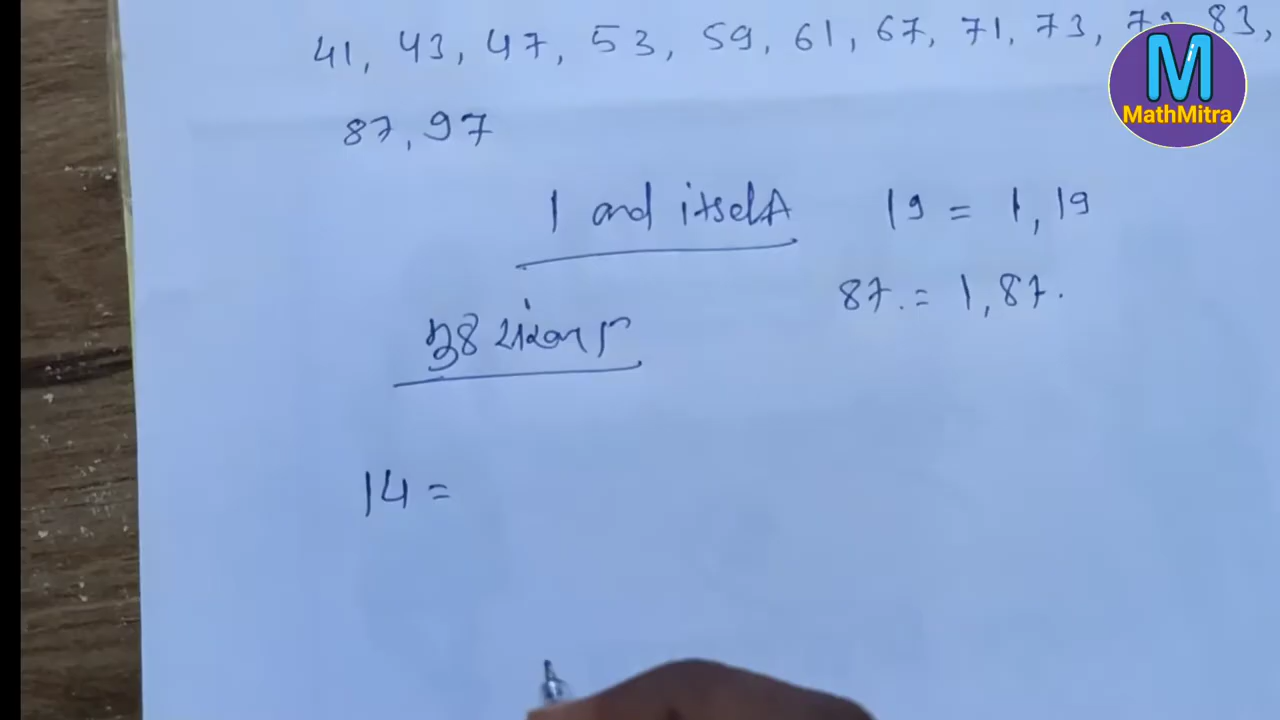 41, 43, 47, 53, 59, 61, 67, 71, 73, 79, 83,
87, 97
1 and itself 19 = 1, 19
87. = 1, 87.
14 =
M
MathMitra